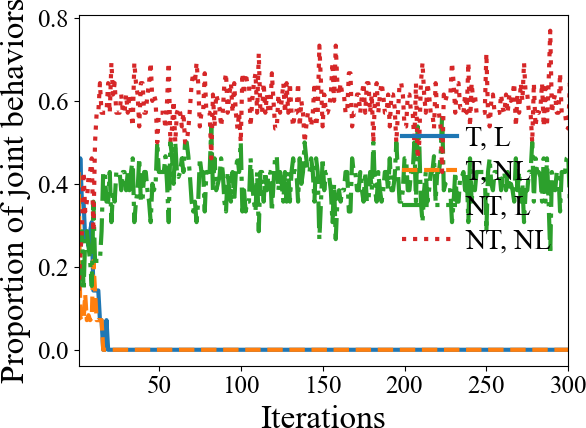 Proportion of joint behaviors
0.8
0.6
0.4
0.2
0.0
T, L
T, NL
NT, L
NT, NL
50
100
150
200
250
300
Iterations